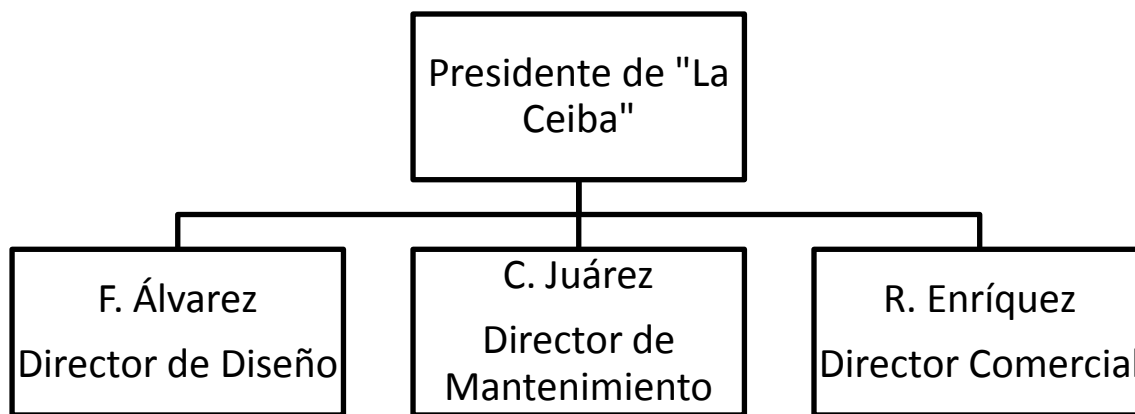 Presidente de "La
Ceiba"
F. Álvarez
Director de Diseño
C. Juárez
Director de
Mantenimiento
R. Enríquez
Director Comercial